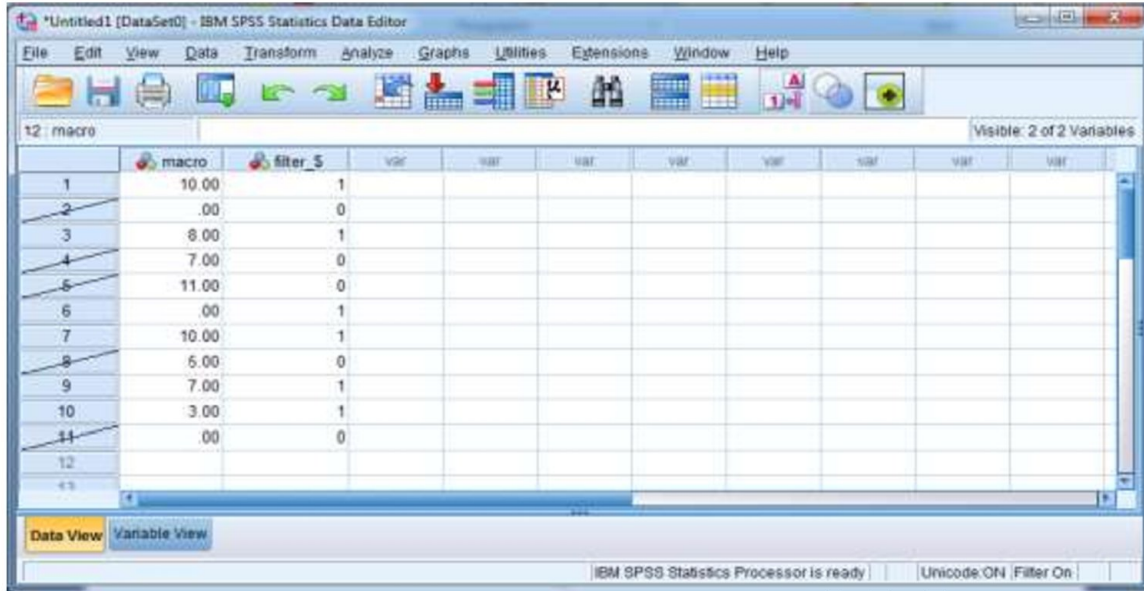 *Untitled1 [DataSet0] - IBM SPSS Statistics Data Editor
File Edit View Data Transform Analyze Graphs Utilities Extensions Window Help
12 : macro Visible: 2 of 2 Variables
macro filter_$ var var var var var var var var
1 10.00 1
2 .00 0
3 8.00 1
4 7.00 0
5 11.00 0
6 .00 1
7 10.00 1
8 5.00 0
9 7.00 1
10 3.00 1
11 .00 0
12
13
Data View Variable View
IBM SPSS Statistics Processor is ready Unicode:ON Filter On